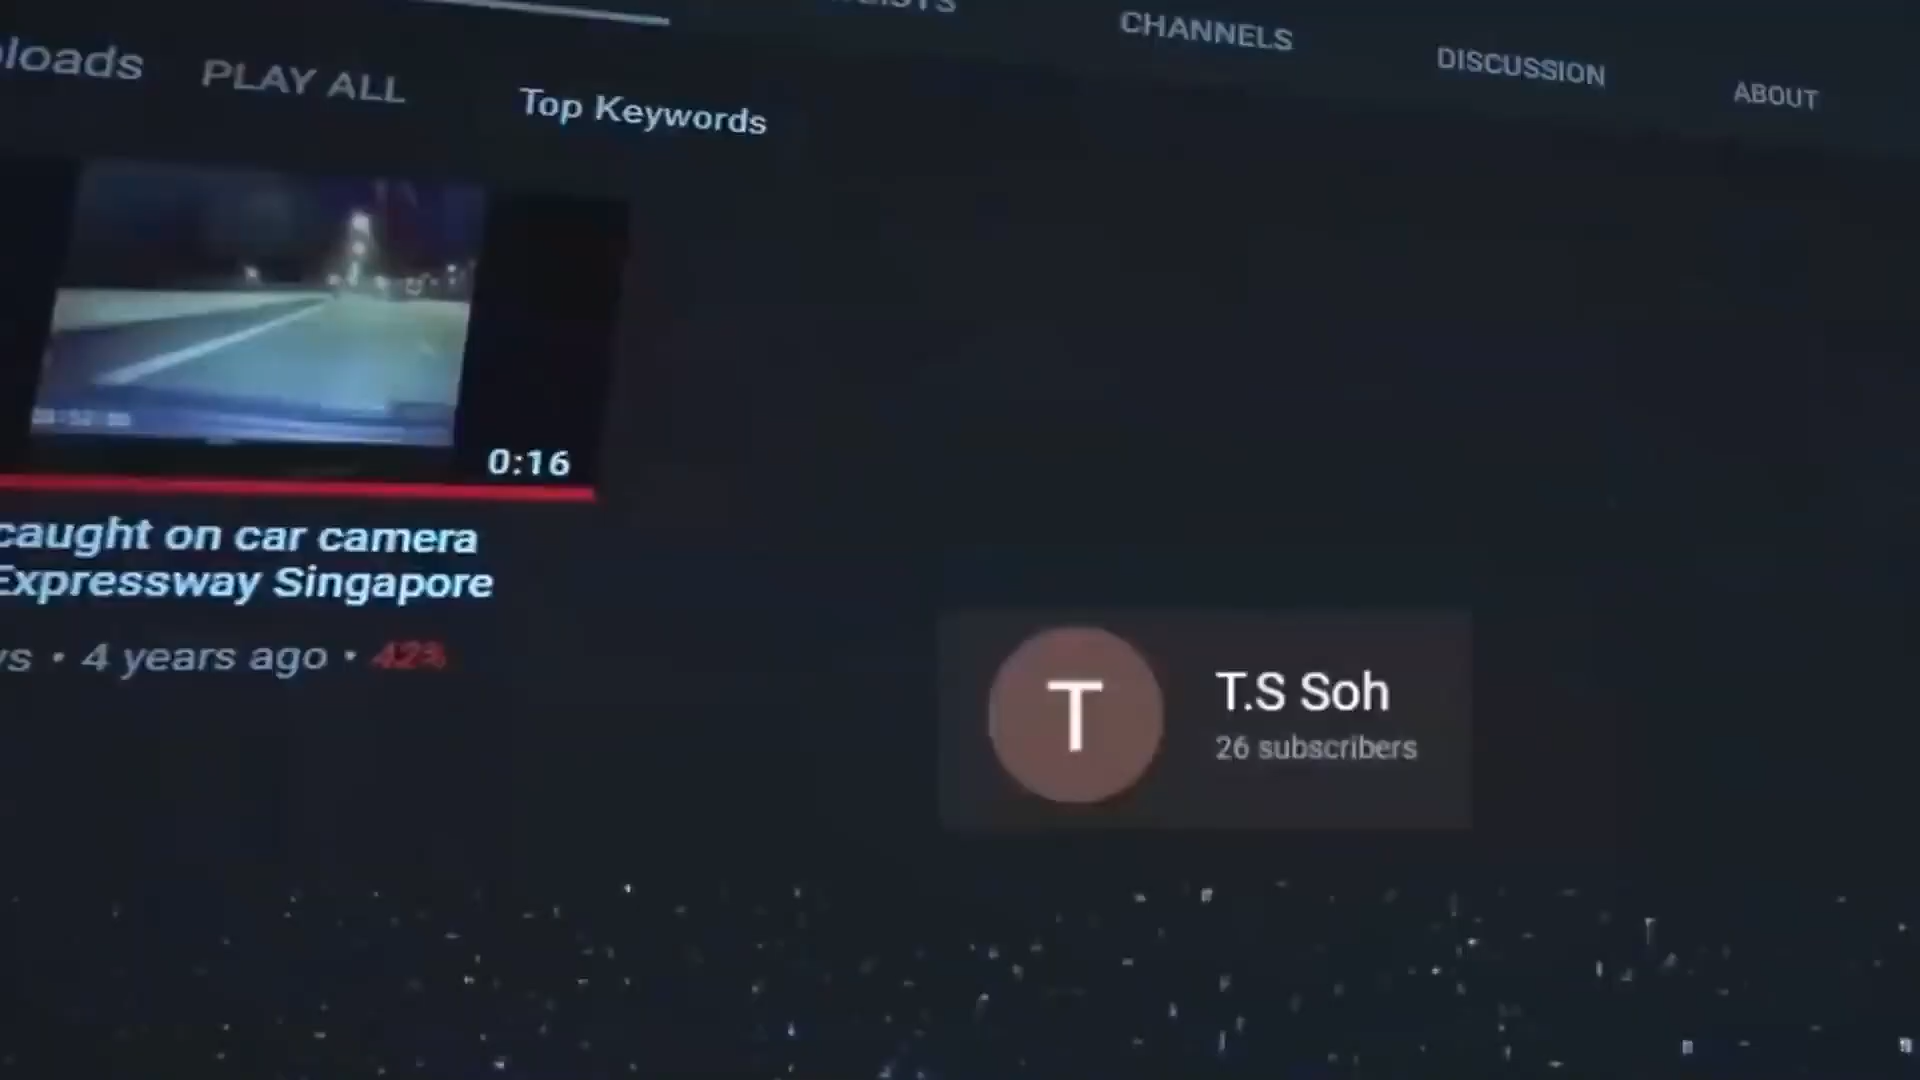 CHANNELS
DISCUSSION
ABOUT
PLAY ALL
Top Keywords
0:16
caught on car camera
Expressway Singapore
• 4 years ago • 42%
T
T.S Soh
26 subscribers